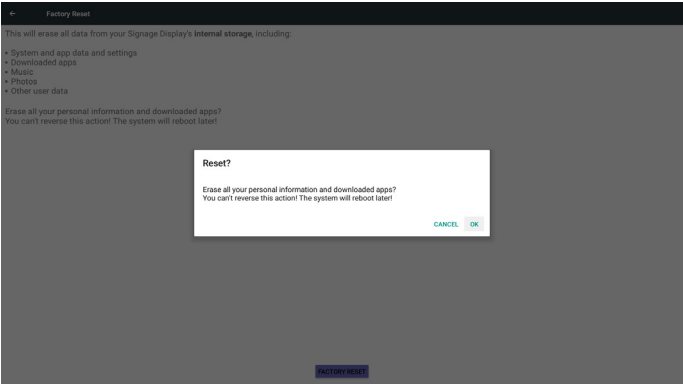 ← Factory Reset
This will erase all data from your Signage Display's internal storage, including:
• System and app data and settings
• Downloaded apps
• Music
• Photos
• Other user data
Erase all your personal information and downloaded apps?
You can't reverse this action! The system will reboot later!
Reset?
Erase all your personal information and downloaded apps?
You can't reverse this action! The system will reboot later!
CANCEL OK
FACTORY RESET